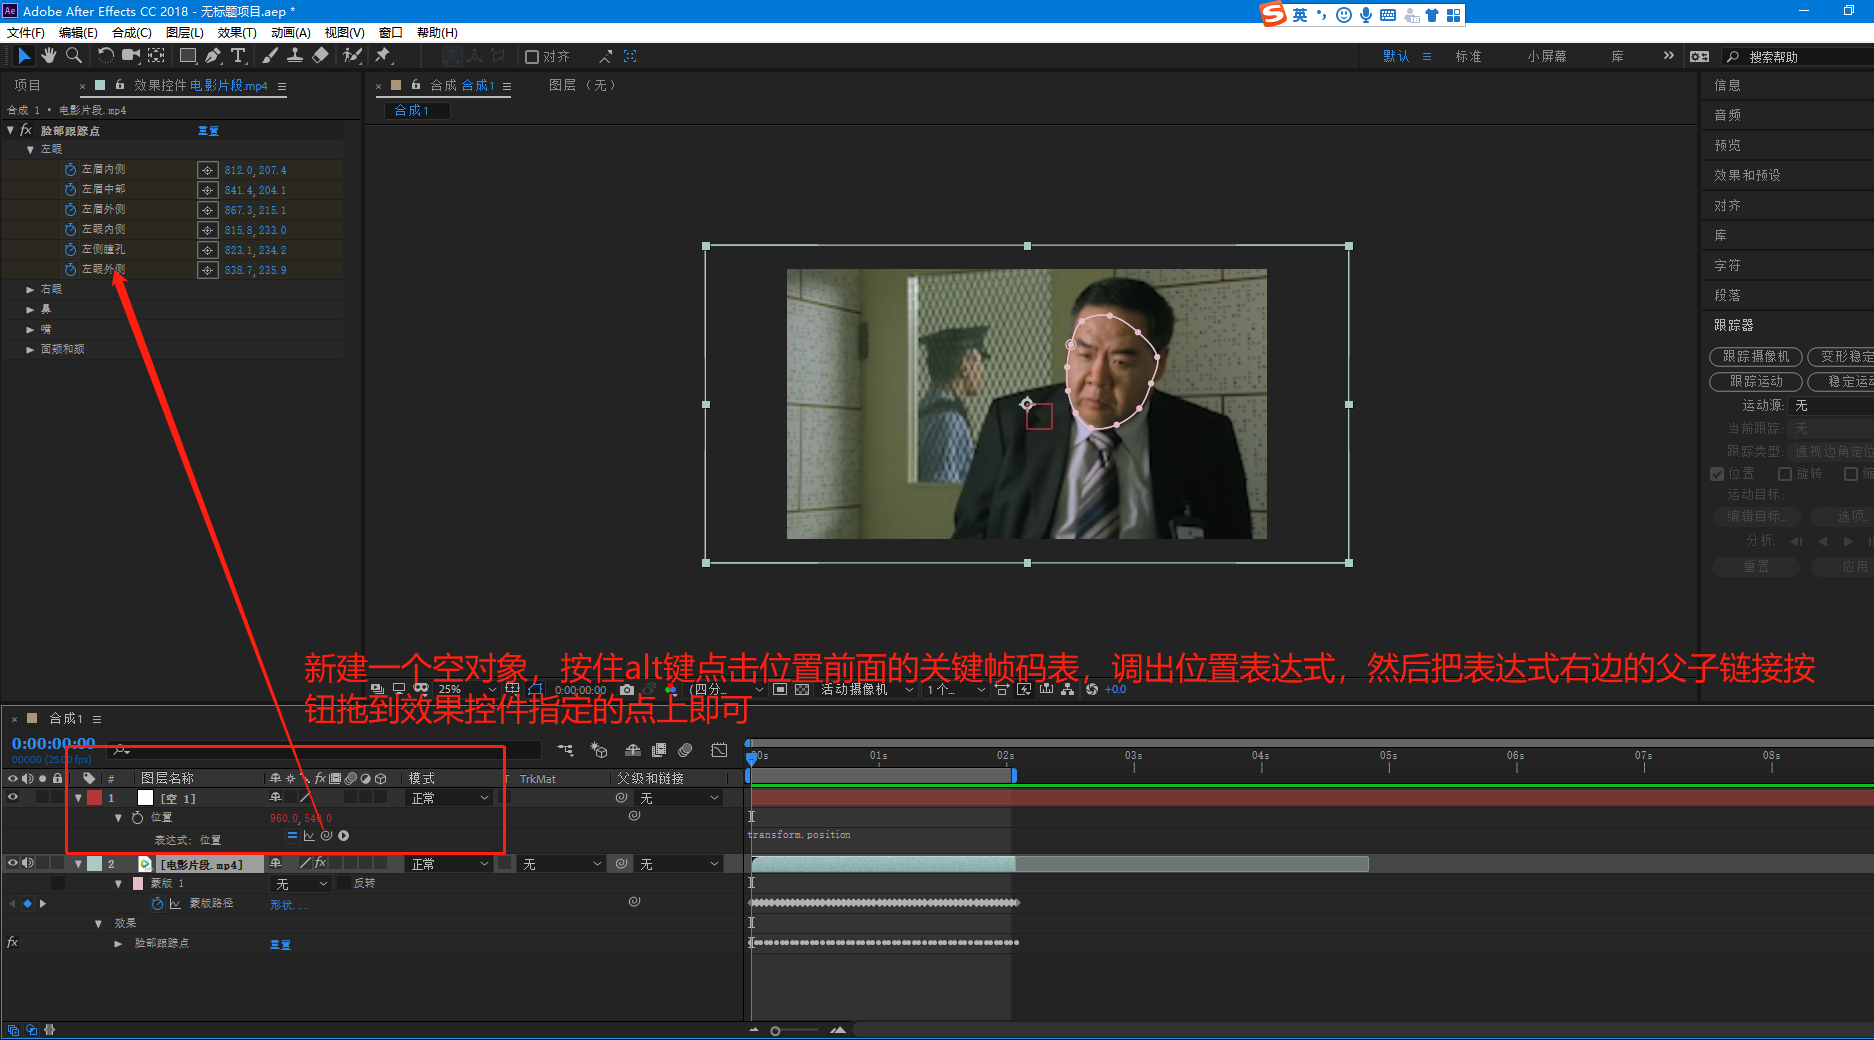 Ae Adobe After Effects CC 2018 - 无标题项目.aep *
英
文件(F) 编辑(E) 合成(C) 图层(L) 效果(T) 动画(A) 视图(V) 窗口 帮助(H)
对齐 默认 标准 小屏幕 库 搜索帮助
项目 效果控件 电影片段.mp4 合成 合成1 图层 (无) 信息
合成 1 • 电影片段.mp4 合成1 音频
fx 脸部跟踪点 重置
左眼 预览
左眉内侧 812.0, 207.4 效果和预设
左眉中部 841.4, 204.1
左眉外侧 867.3, 215.1 对齐
左眼内侧 815.8, 233.0 库
左侧瞳孔 823.1, 234.2
左眼外侧 838.7, 235.9 字符
右眼 段落
鼻
嘴 跟踪器
面颊和颏 跟踪摄像机 变形稳定
跟踪运动 稳定运动
运动源: 无
当前跟踪: 无
跟踪类型: 透视边角定位
位置 旋转 缩
运动目标:
编辑目标... 选项...
分析:
重置 应用
新建一个空对象，按住alt键点击位置前面的关键帧码表，调出位置表达式，然后把表达式右边的父子链接按
钮拖到效果控件指定的点上即可
25% 0:00:00:00 (四分... 活动摄像机 1 个... +0.0
合成1
0:00:00:00
00000 (25.00 fps)
00s 01s 02s 03s 04s 05s 06s 07s 08s
# 图层名称 fx 模式 T TrkMat 父级和链接
1 [空 1] 正常 无
位置 960.0, 540.0
表达式: 位置 transform.position
2 [电影片段.mp4] fx 正常 无 无
蒙版 1 无 反转
蒙版路径 形状...
效果
fx 脸部跟踪点 重置